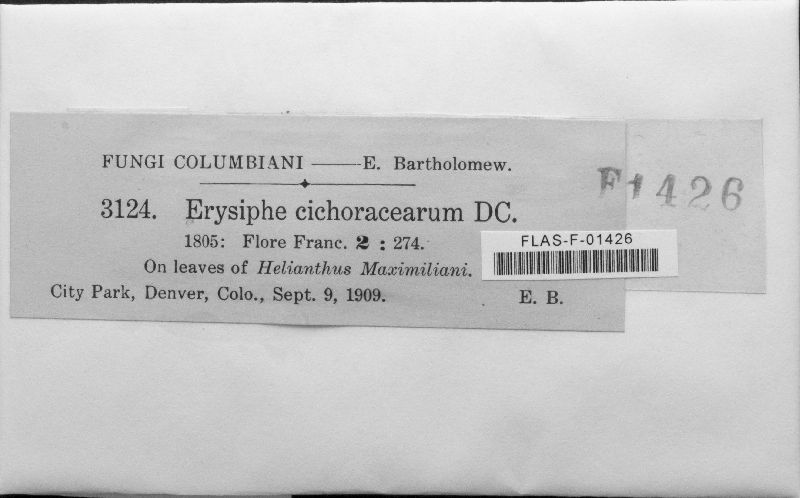 FUNGI COLUMBIANI —— E. Bartholomew.
3124. Erysiphe cichoracearum DC.
1805: Flore Franc. 2 : 274.
On leaves of Helianthus Maximiliani.
City Park, Denver, Colo., Sept. 9, 1909. E. B.
F1426
FLAS-F-01426